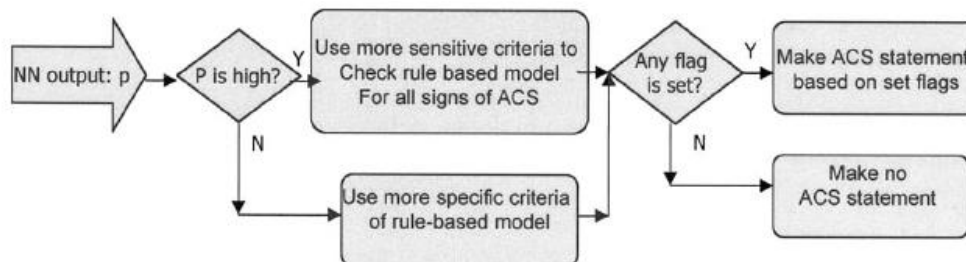 NN output: p
P is high?
Y
Use more sensitive criteria to
Check rule based model
For all signs of ACS
Any flag
is set?
Y
Make ACS statement
based on set flags
N
Use more specific criteria
of rule-based model
N
Make no
ACS statement